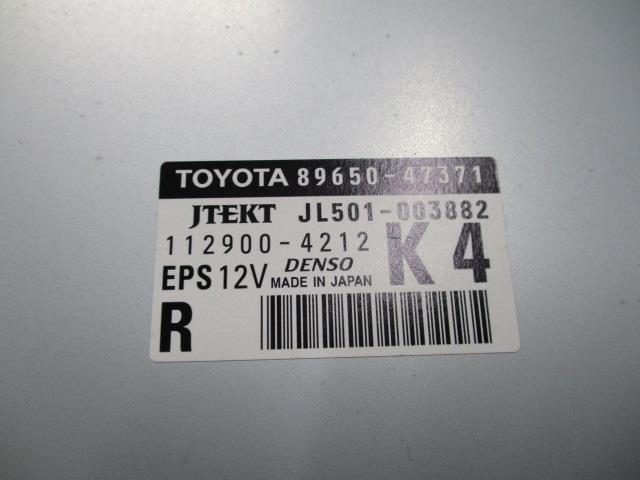 TOYOTA 89650-47371
JTEKT JL501-003882
112900-4212 K4
EPS 12V DENSO
MADE IN JAPAN
R